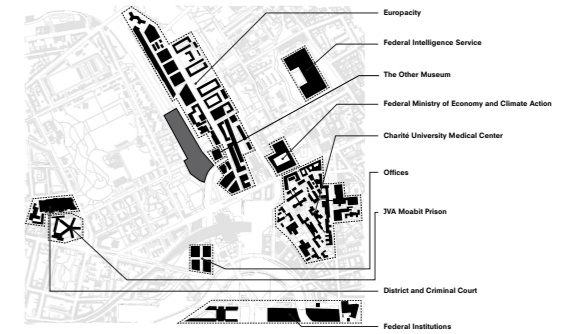 Europacity
Federal Intelligence Service
The Other Museum
Federal Ministry of Economy and Climate Action
Charité University Medical Center
Offices
JVA Moabit Prison
District and Criminal Court
Federal Institutions